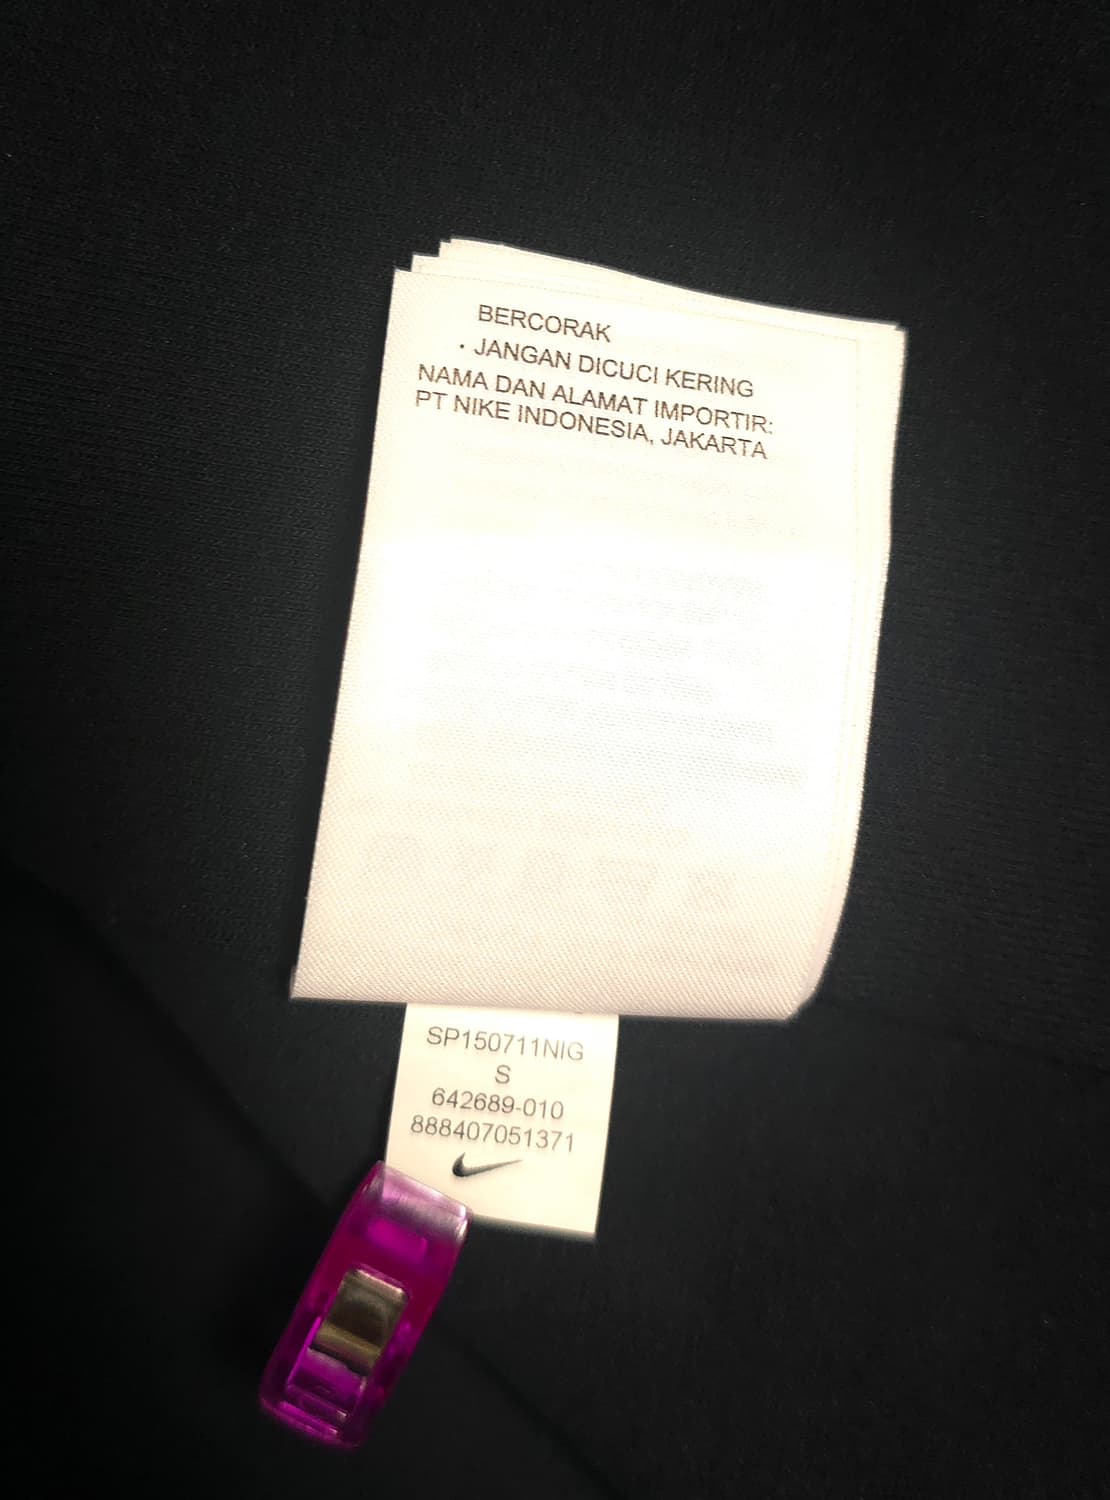 BERCORAK
· JANGAN DICUCI KERING
NAMA DAN ALAMAT IMPORTIR:
PT NIKE INDONESIA, JAKARTA
SP150711NIG
S
642689-010
888407051371